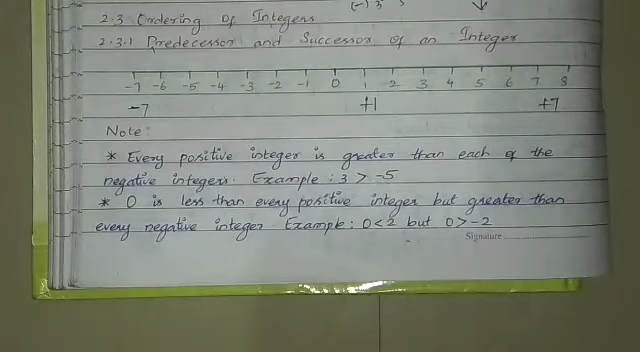 2.3 Ordering Of Integers
2.3.1 Predecessor and Successor of an Integer
-7 -6 -5 -4 -3 -2 -1 0 1 2 3 4 5 6 7 8
-7 +1 +7
Note:
* Every positive integer is greater than each of the
negative integers. Example : 3 > -5
* 0 is less than every positive integer but greater than
every negative integer Example: 0<2 but 0>-2
Signature